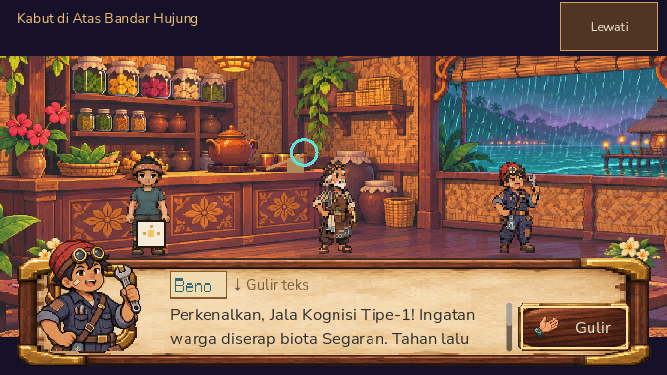 Kabut di Atas Bandar Hujung
Lewati
Beno
↓ Gulir teks
Perkenalkan, Jala Kognisi Tipe-1! Ingatan
warga diserap biota Segaran. Tahan lalu
Gulir